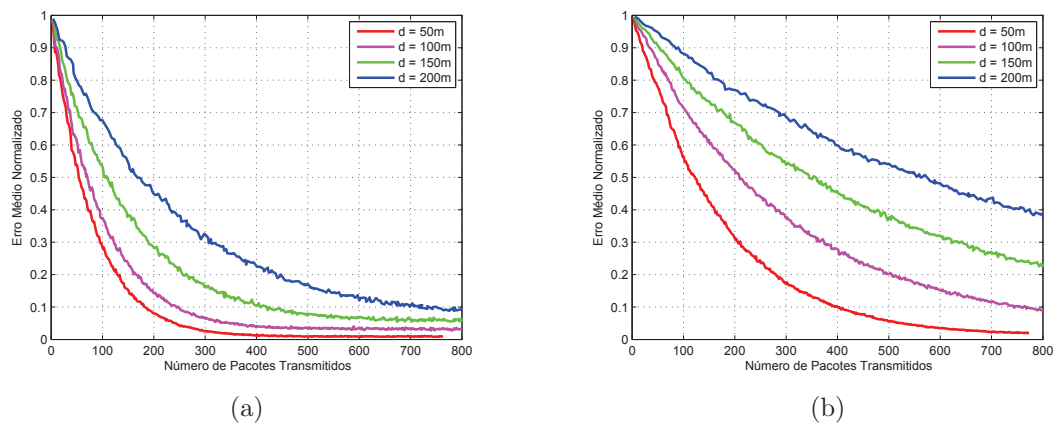 1
0.9
0.8
0.7
0.6
0.5
0.4
0.3
0.2
0.1
0
0 100 200 300 400 500 600 700 800
Erro Médio Normalizado
Número de Pacotes Transmitidos
d = 50m
d = 100m
d = 150m
d = 200m
(a)
1
0.9
0.8
0.7
0.6
0.5
0.4
0.3
0.2
0.1
0
0 100 200 300 400 500 600 700 800
Erro Médio Normalizado
Número de Pacotes Transmitidos
d = 50m
d = 100m
d = 150m
d = 200m
(b)